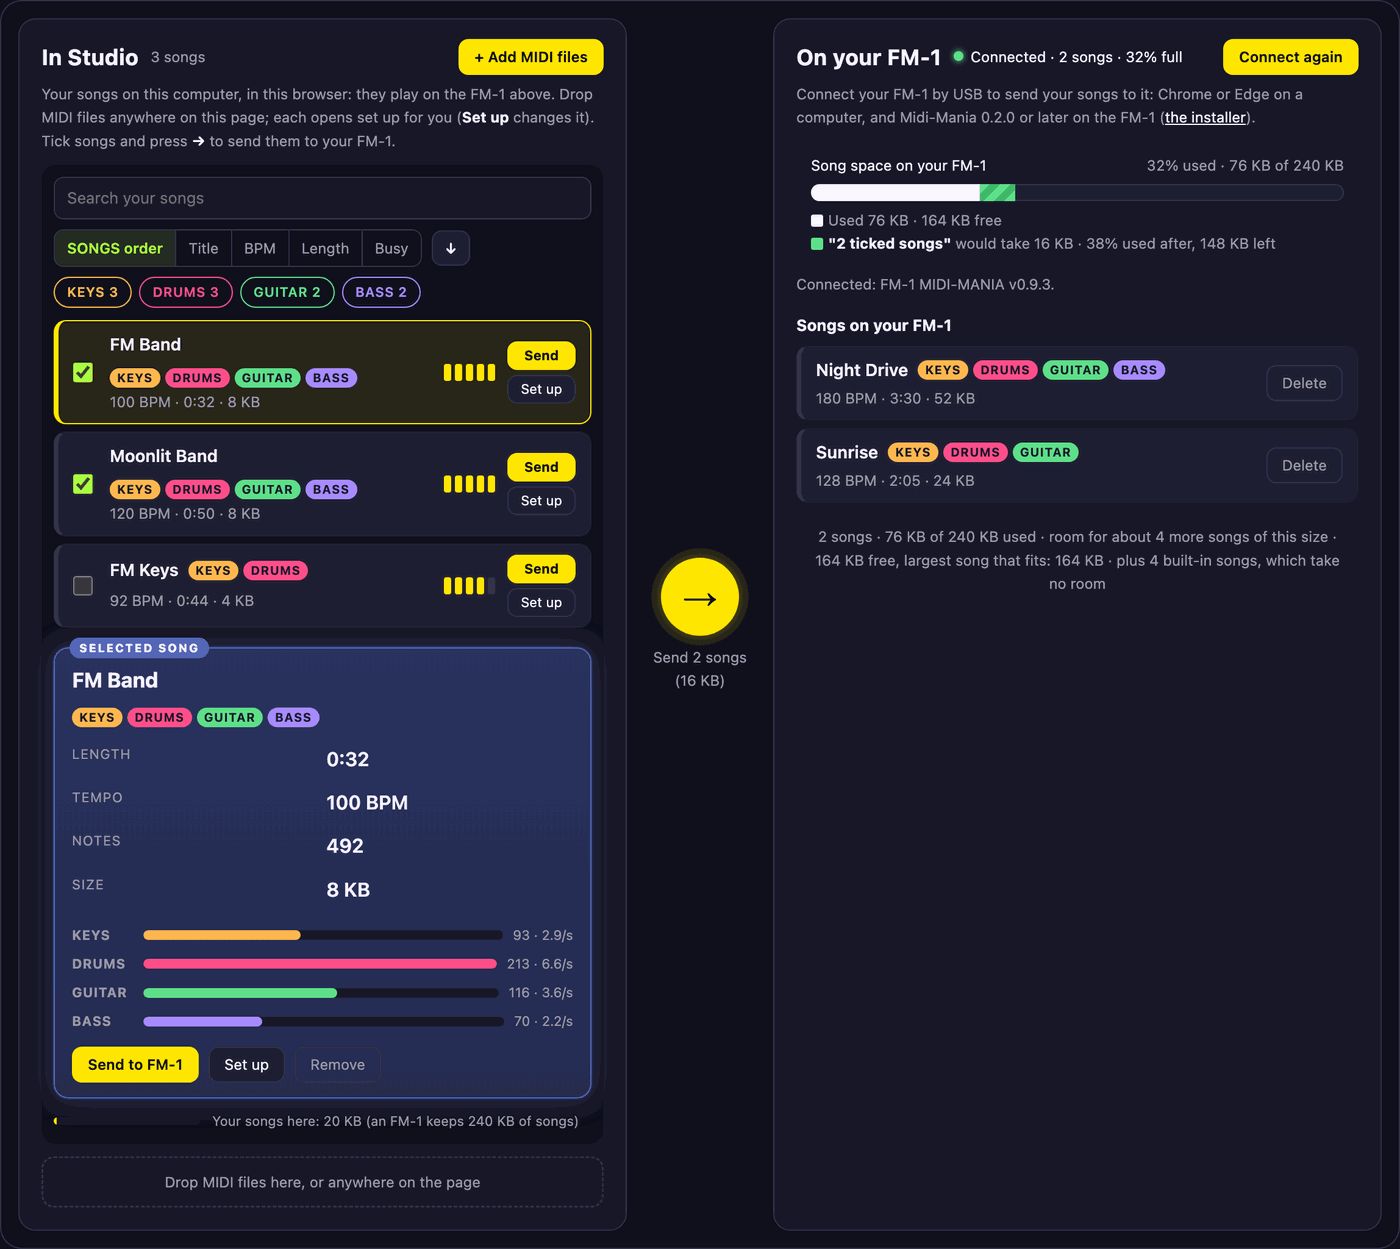 In Studio 3 songs
+ Add MIDI files
Your songs on this computer, in this browser: they play on the FM-1 above. Drop
MIDI files anywhere on this page; each opens set up for you (Set up changes it).
Tick songs and press → to send them to your FM-1.
Search your songs
SONGS order Title BPM Length Busy ↓
KEYS 3 DRUMS 3 GUITAR 2 BASS 2
FM Band
KEYS DRUMS GUITAR BASS
100 BPM · 0:32 · 8 KB
Send
Set up
Moonlit Band
KEYS DRUMS GUITAR BASS
120 BPM · 0:50 · 8 KB
Send
Set up
FM Keys KEYS DRUMS
92 BPM · 0:44 · 4 KB
Send
Set up
SELECTED SONG
FM Band
KEYS DRUMS GUITAR BASS
LENGTH 0:32
TEMPO 100 BPM
NOTES 492
SIZE 8 KB
KEYS 93 · 2.9/s
DRUMS 213 · 6.6/s
GUITAR 116 · 3.6/s
BASS 70 · 2.2/s
Send to FM-1 Set up Remove
Your songs here: 20 KB (an FM-1 keeps 240 KB of songs)
Drop MIDI files here, or anywhere on the page
→
Send 2 songs
(16 KB)
On your FM-1 Connected · 2 songs · 32% full
Connect again
Connect your FM-1 by USB to send your songs to it: Chrome or Edge on a
computer, and Midi-Mania 0.2.0 or later on the FM-1 (the installer).
Song space on your FM-1 32% used · 76 KB of 240 KB
Used 76 KB · 164 KB free
"2 ticked songs" would take 16 KB · 38% used after, 148 KB left
Connected: FM-1 MIDI-MANIA v0.9.3.
Songs on your FM-1
Night Drive KEYS DRUMS GUITAR BASS
180 BPM · 3:30 · 52 KB
Delete
Sunrise KEYS DRUMS GUITAR
128 BPM · 2:05 · 24 KB
Delete
2 songs · 76 KB of 240 KB used · room for about 4 more songs of this size ·
164 KB free, largest song that fits: 164 KB · plus 4 built-in songs, which take
no room